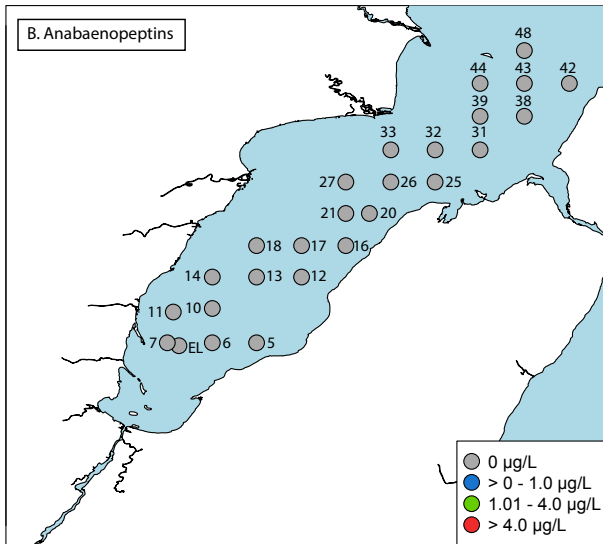 B. Anabaenopeptins
48
44 43 42
39 38
33 32 31
27 26 25
21 20
18 17 16
14 13 12
11 10
7 EL 6 5
0 µg/L
> 0 - 1.0 µg/L
1.01 - 4.0 µg/L
> 4.0 µg/L